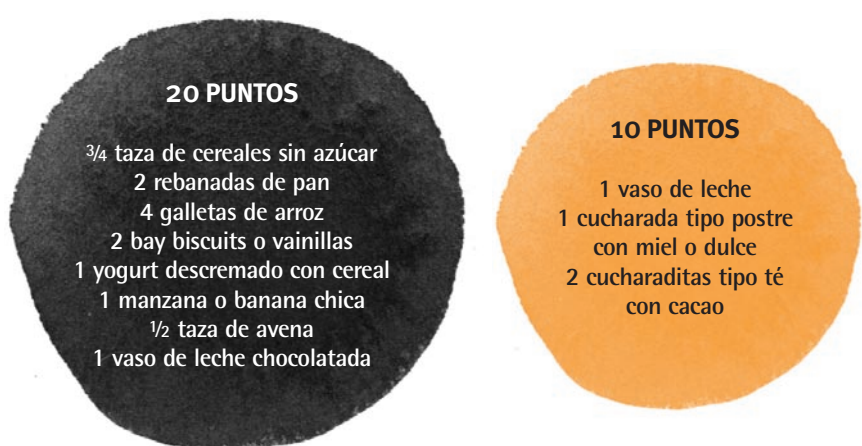 20 PUNTOS
3/4 taza de cereales sin azúcar
2 rebanadas de pan
4 galletas de arroz
2 bay biscuits o vainillas
1 yogurt descremado con cereal
1 manzana o banana chica
1/2 taza de avena
1 vaso de leche chocolatada
10 PUNTOS
1 vaso de leche
1 cucharada tipo postre
con miel o dulce
2 cucharaditas tipo té
con cacao